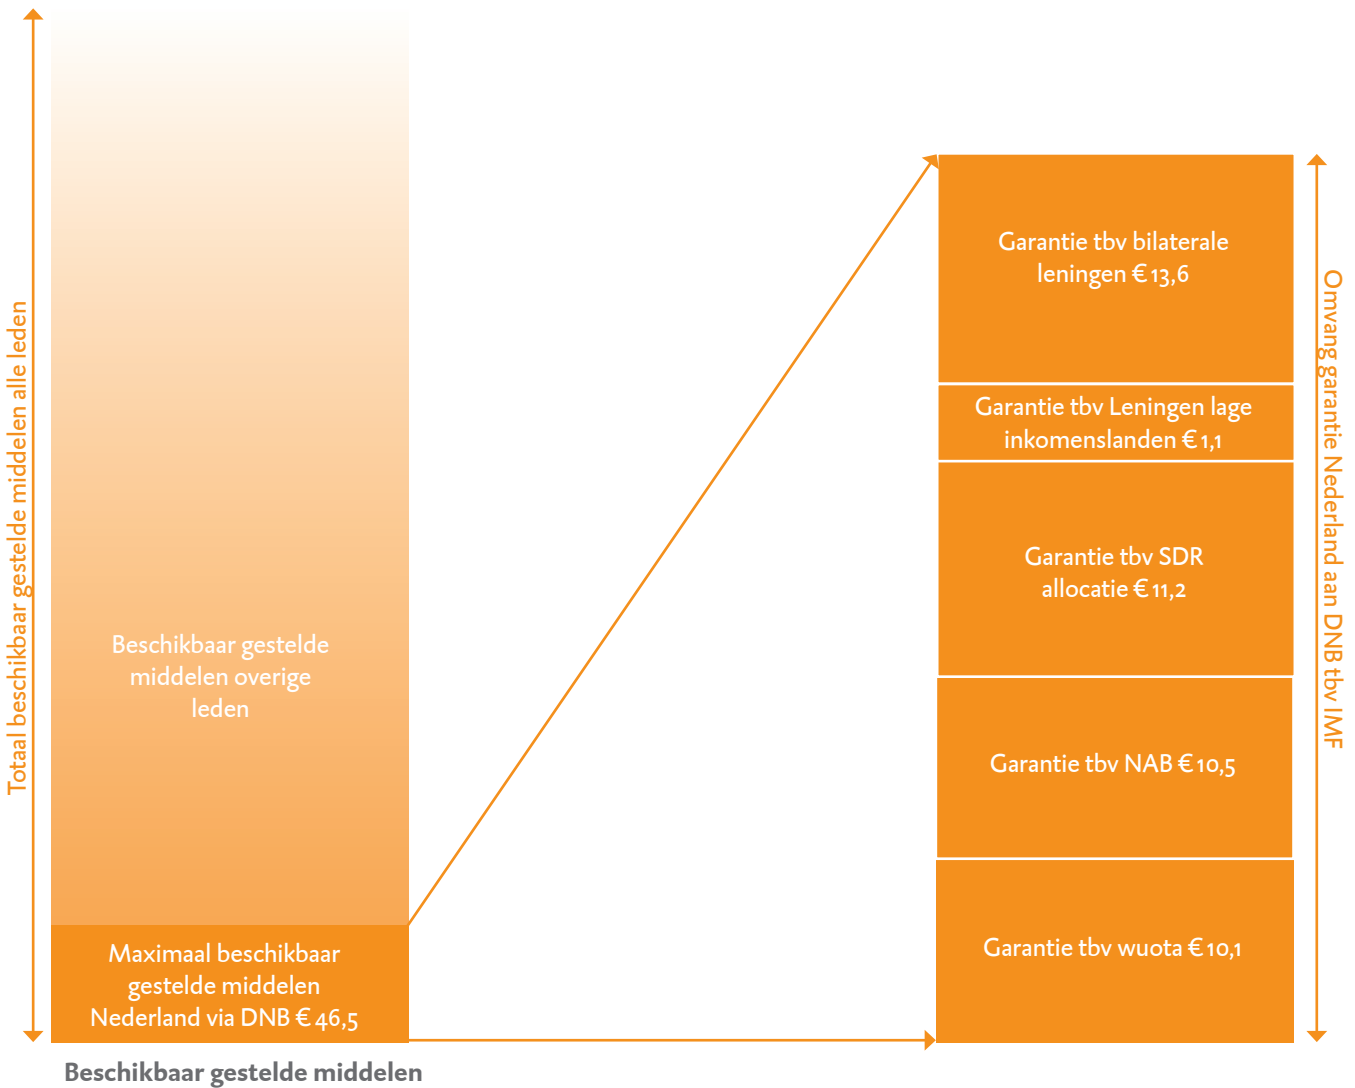 Totaal beschikbaar gestelde middelen alle leden
Beschikbaar gestelde
middelen overige
leden
Maximaal beschikbaar
gestelde middelen
Nederland via DNB € 46,5
Beschikbaar gestelde middelen
Garantie tbv bilaterale
leningen € 13,6
Garantie tbv Leningen lage
inkomenslanden € 1,1
Garantie tbv SDR
allocatie € 11,2
Garantie tbv NAB € 10,5
Garantie tbv wuota € 10,1
Omvang garantie Nederland aan DNB tbv IMF